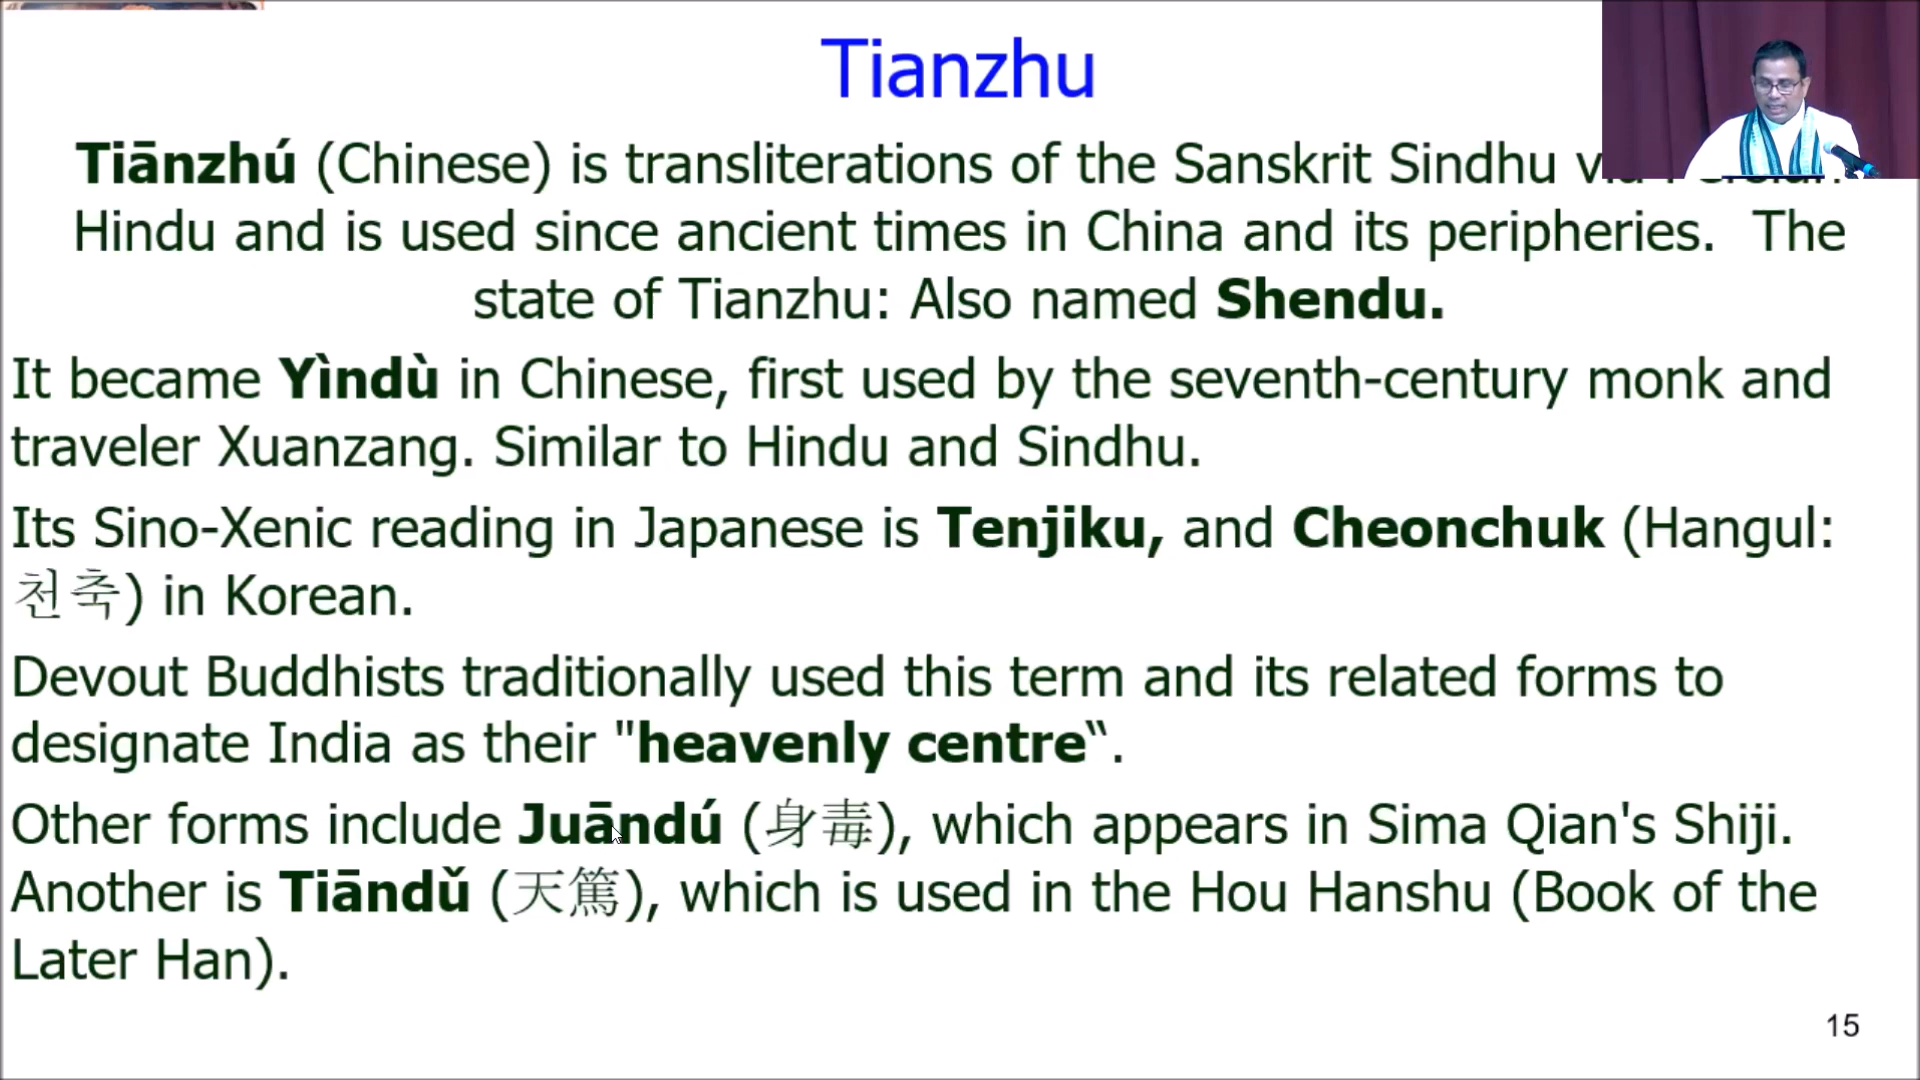 Tianzhu
Tiānzhú (Chinese) is transliterations of the Sanskrit Sindhu
Hindu and is used since ancient times in China and its peripheries. The
state of Tianzhu: Also named Shendu.
It became Yìndù in Chinese, first used by the seventh-century monk and
traveler Xuanzang. Similar to Hindu and Sindhu.
Its Sino-Xenic reading in Japanese is Tenjiku, and Cheonchuk (Hangul:
천축) in Korean.
Devout Buddhists traditionally used this term and its related forms to
designate India as their "heavenly centre“.
Other forms include Juāndú (身毒), which appears in Sima Qian's Shiji.
Another is Tiāndǔ (天篤), which is used in the Hou Hanshu (Book of the
Later Han).
15